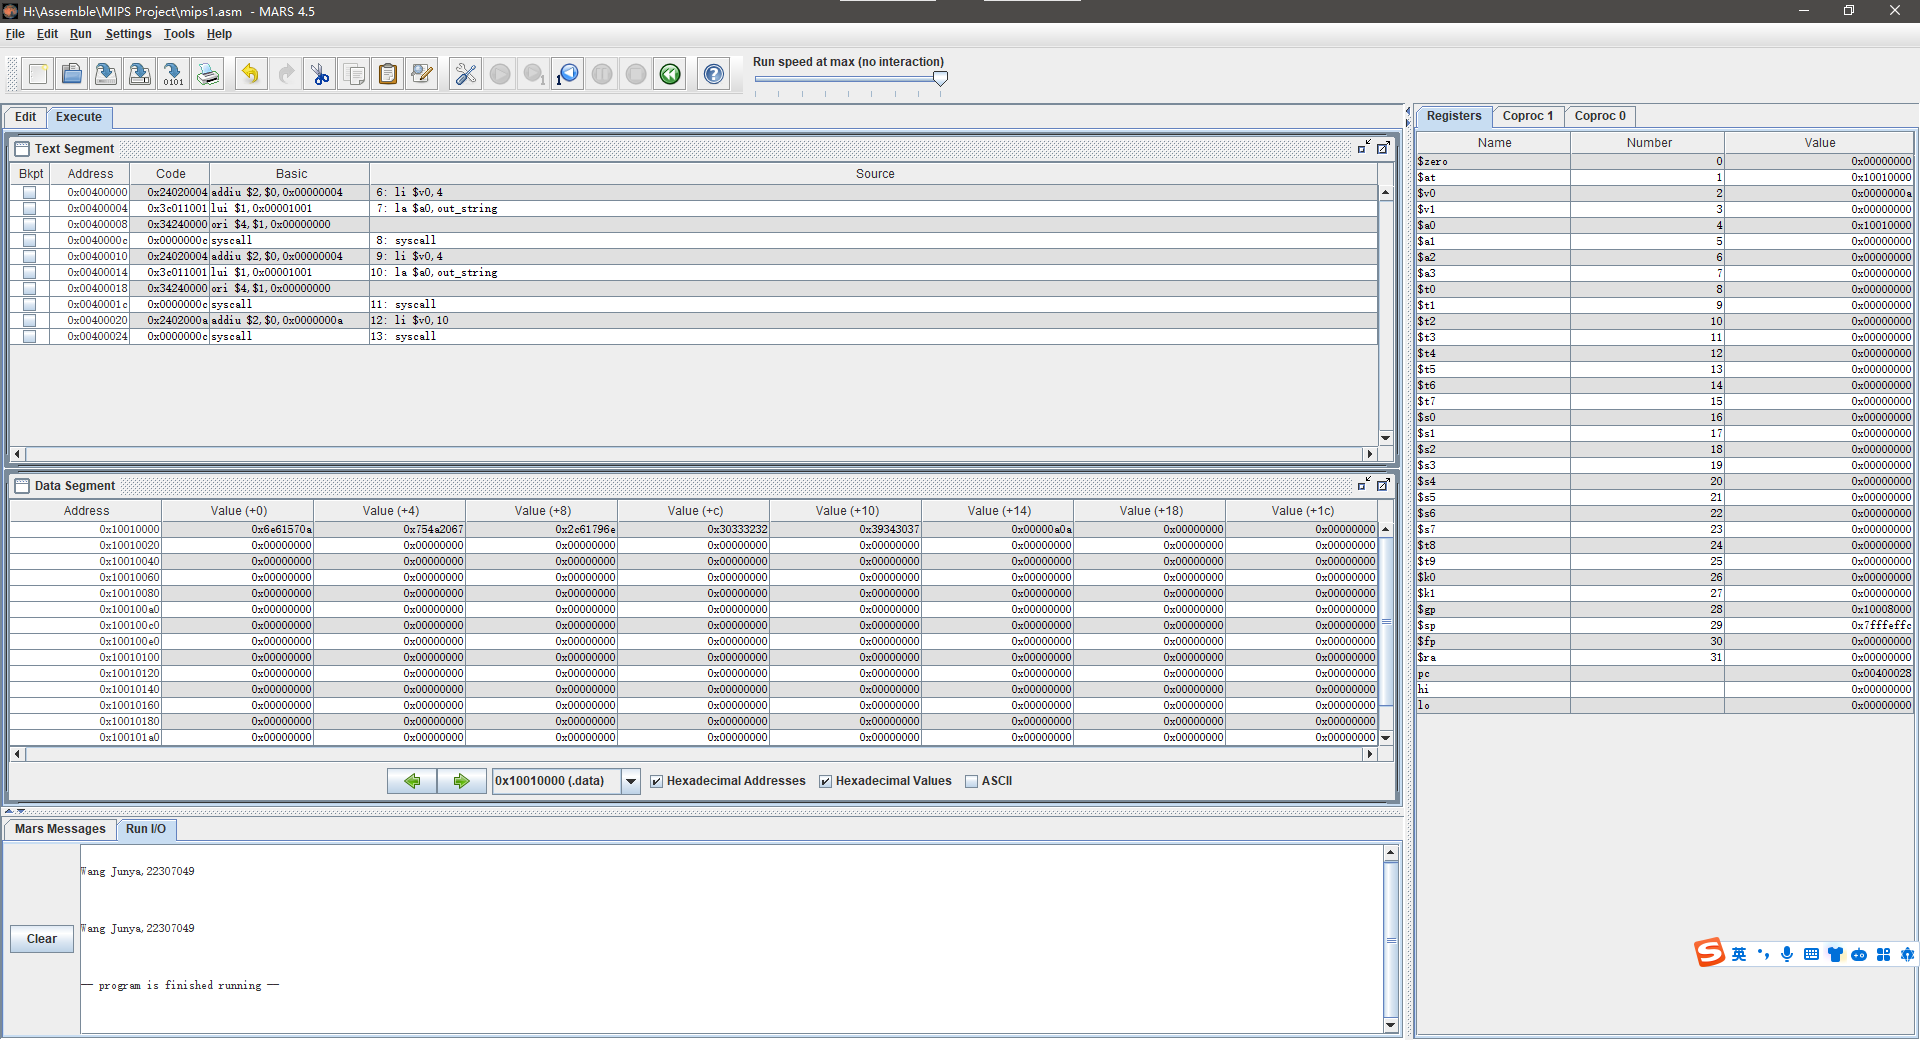 H:\Assemble\MIPS Project\mips1.asm - MARS 4.5
File Edit Run Settings Tools Help
Run speed at max (no interaction)
Edit Execute
Text Segment
Bkpt Address Code Basic Source
0x00400000 0x24020004 addiu $2,$0,0x00000004 6: li $v0,4
0x00400004 0x3c011001 lui $1,0x00001001 7: la $a0,out_string
0x00400008 0x34240000 ori $4,$1,0x00000000
0x0040000c 0x0000000c syscall 8: syscall
0x00400010 0x24020004 addiu $2,$0,0x00000004 9: li $v0,4
0x00400014 0x3c011001 lui $1,0x00001001 10: la $a0,out_string
0x00400018 0x34240000 ori $4,$1,0x00000000
0x0040001c 0x0000000c syscall 11: syscall
0x00400020 0x2402000a addiu $2,$0,0x0000000a 12: li $v0,10
0x00400024 0x0000000c syscall 13: syscall
Data Segment
Address Value (+0) Value (+4) Value (+8) Value (+c) Value (+10) Value (+14) Value (+18) Value (+1c)
0x10010000 0x6e61570a 0x754a2067 0x2c61796e 0x30333232 0x39343037 0x00000a0a 0x00000000 0x00000000
0x10010020 0x00000000 0x00000000 0x00000000 0x00000000 0x00000000 0x00000000 0x00000000 0x00000000
0x10010040 0x00000000 0x00000000 0x00000000 0x00000000 0x00000000 0x00000000 0x00000000 0x00000000
0x10010060 0x00000000 0x00000000 0x00000000 0x00000000 0x00000000 0x00000000 0x00000000 0x00000000
0x10010080 0x00000000 0x00000000 0x00000000 0x00000000 0x00000000 0x00000000 0x00000000 0x00000000
0x100100a0 0x00000000 0x00000000 0x00000000 0x00000000 0x00000000 0x00000000 0x00000000 0x00000000
0x100100c0 0x00000000 0x00000000 0x00000000 0x00000000 0x00000000 0x00000000 0x00000000 0x00000000
0x100100e0 0x00000000 0x00000000 0x00000000 0x00000000 0x00000000 0x00000000 0x00000000 0x00000000
0x10010100 0x00000000 0x00000000 0x00000000 0x00000000 0x00000000 0x00000000 0x00000000 0x00000000
0x10010120 0x00000000 0x00000000 0x00000000 0x00000000 0x00000000 0x00000000 0x00000000 0x00000000
0x10010140 0x00000000 0x00000000 0x00000000 0x00000000 0x00000000 0x00000000 0x00000000 0x00000000
0x10010160 0x00000000 0x00000000 0x00000000 0x00000000 0x00000000 0x00000000 0x00000000 0x00000000
0x10010180 0x00000000 0x00000000 0x00000000 0x00000000 0x00000000 0x00000000 0x00000000 0x00000000
0x100101a0 0x00000000 0x00000000 0x00000000 0x00000000 0x00000000 0x00000000 0x00000000 0x00000000
0x10010000 (.data) Hexadecimal Addresses Hexadecimal Values ASCII
Mars Messages Run I/O
Clear
Wang Junya,22307049
Wang Junya,22307049
-- program is finished running --
Registers Coproc 1 Coproc 0
Name Number Value
$zero 0 0x00000000
$at 1 0x10010000
$v0 2 0x0000000a
$v1 3 0x00000000
$a0 4 0x10010000
$a1 5 0x00000000
$a2 6 0x00000000
$a3 7 0x00000000
$t0 8 0x00000000
$t1 9 0x00000000
$t2 10 0x00000000
$t3 11 0x00000000
$t4 12 0x00000000
$t5 13 0x00000000
$t6 14 0x00000000
$t7 15 0x00000000
$s0 16 0x00000000
$s1 17 0x00000000
$s2 18 0x00000000
$s3 19 0x00000000
$s4 20 0x00000000
$s5 21 0x00000000
$s6 22 0x00000000
$s7 23 0x00000000
$t8 24 0x00000000
$t9 25 0x00000000
$k0 26 0x00000000
$k1 27 0x00000000
$gp 28 0x10008000
$sp 29 0x7fffeffc
$fp 30 0x00000000
$ra 31 0x00000000
pc 0x00400028
hi 0x00000000
lo 0x00000000
英